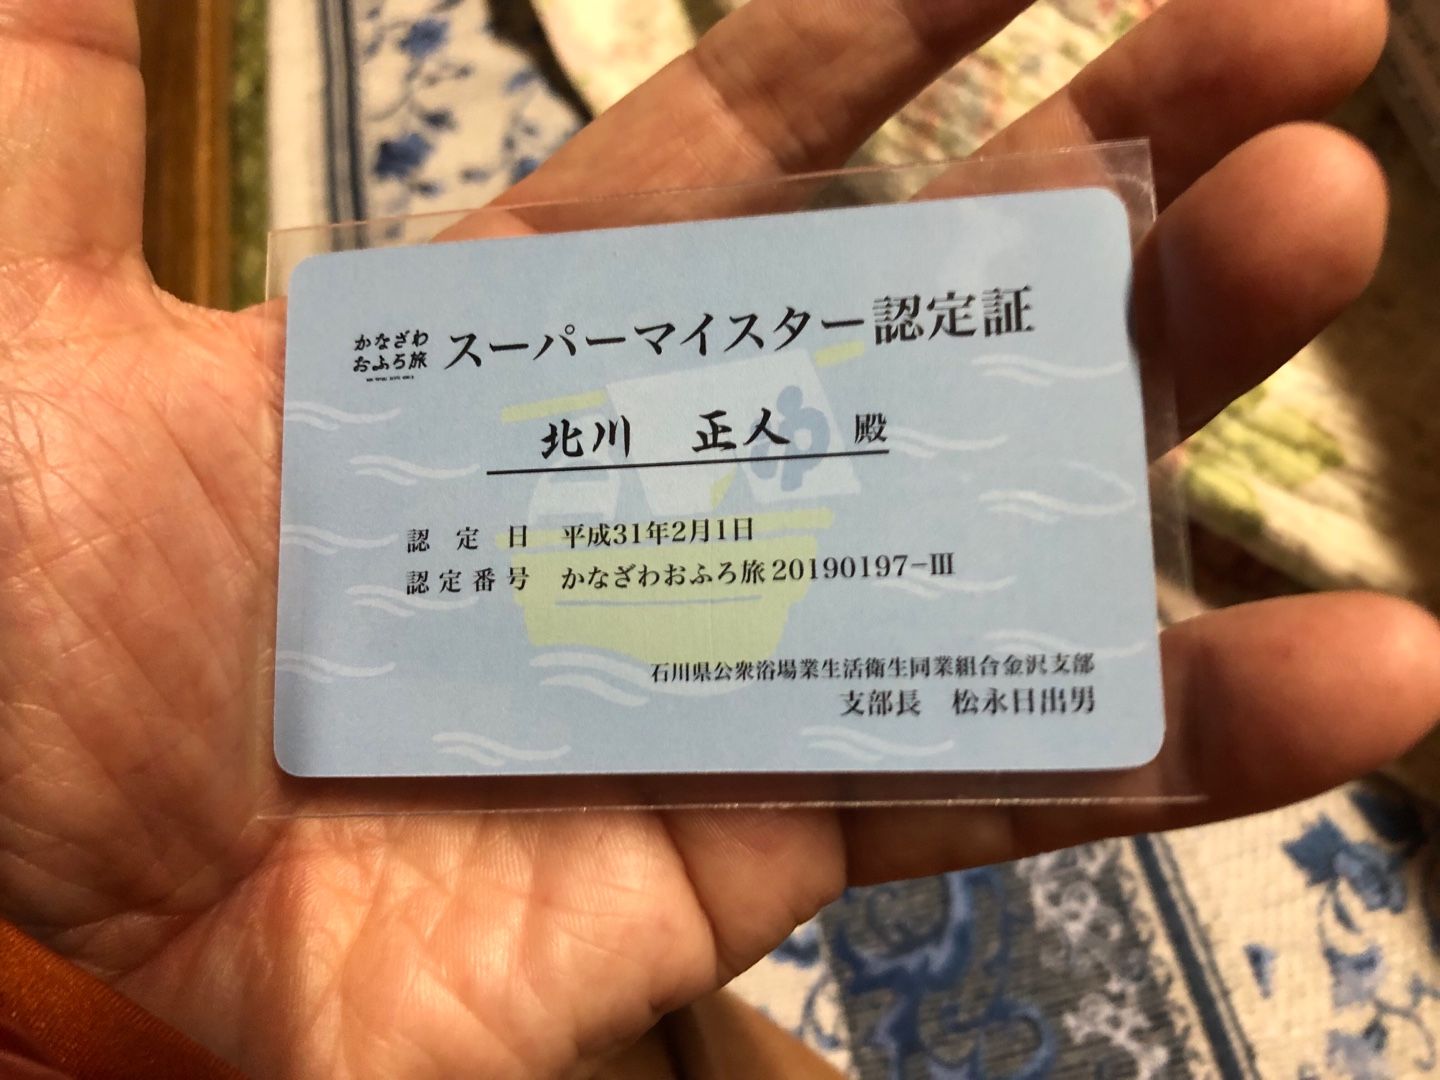 かなざわ
おふろ旅
スーパーマイスター認定証
北川 正人 殿
認定日 平成31年2月1日
認定番号 かなざわおふろ旅20190197-III
石川県公衆浴場業生活衛生同業組合金沢支部
支部長 松永日出男